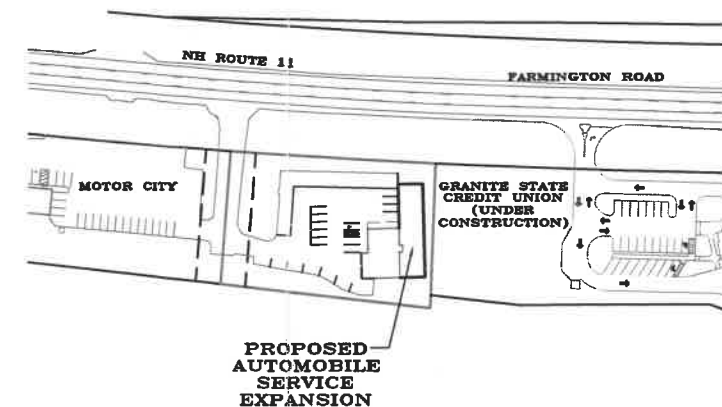 NH ROUTE 11
FARMINGTON ROAD
MOTOR CITY
GRANITE STATE
CREDIT UNION
(UNDER
CONSTRUCTION)
PROPOSED
AUTOMOBILE
SERVICE
EXPANSION